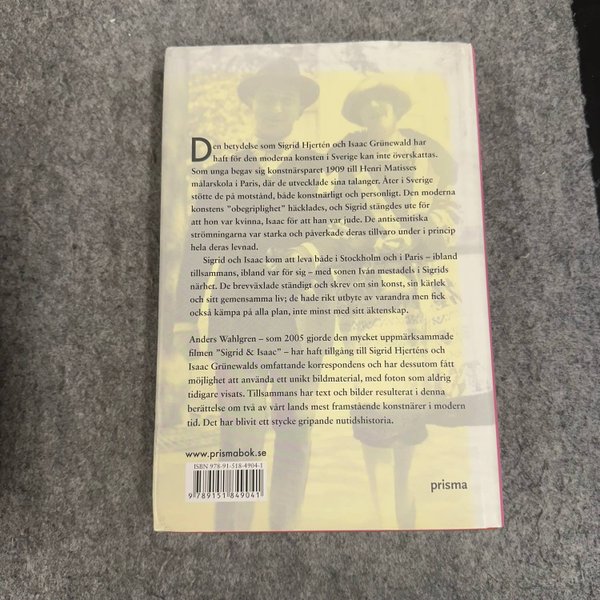 Den betydelse som Sigrid Hjertén och Isaac Grünewald har
haft för den moderna konsten i Sverige kan inte överskattas.
Som unga begav sig konstnärsparet 1909 till Henri Matisses
målarskola i Paris, där de utvecklade sina talanger. Åter i Sverige
stötte de på motstånd, både konstnärligt och personligt. Den moderna
konstens "obegriplighet" häcklades, och Sigrid stängdes ute för
att hon var kvinna, Isaac för att han var jude. De antisemitiska
strömningarna var starka och påverkade deras tillvaro under i princip
hela deras levnad.
Sigrid och Isaac kom att leva både i Stockholm och i Paris – ibland
tillsammans, ibland var för sig – med sonen Iván mestadels i Sigrids
närhet. De brevväxlade ständigt och skrev om sin konst, sin kärlek
och sitt gemensamma liv; de hade rikt utbyte av varandra men fick
också kämpa på alla plan, inte minst med sitt äktenskap.
Anders Wahlgren – som 2005 gjorde den mycket uppmärksammade
filmen "Sigrid & Isaac" – har haft tillgång till Sigrid Hjerténs och
Isaac Grünewalds omfattande korrespondens och har dessutom fått
möjlighet att använda ett unikt bildmaterial, med foton som aldrig
tidigare visats. Tillsammans har text och bilder resulterat i denna
berättelse om två av vårt lands mest framstående konstnärer i modern
tid. Det har blivit ett stycke gripande nutidshistoria.
www.prismabok.se
ISBN 978-91-518-4904-1
9 789151 849041
prisma